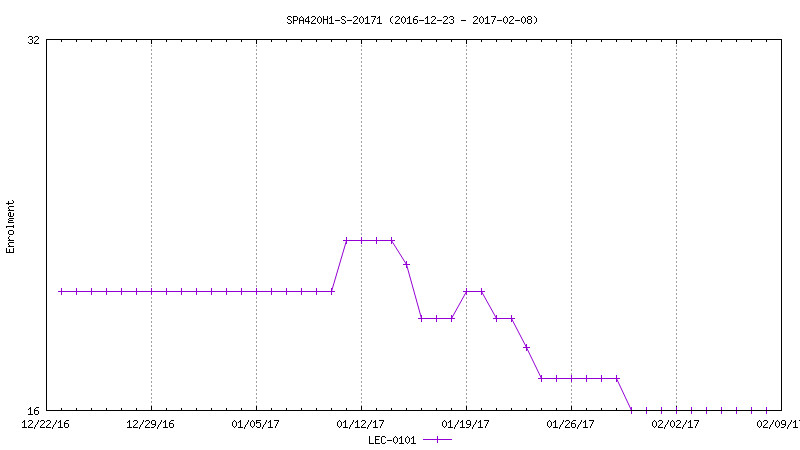 SPA420H1-S-20171 (2016-12-23 - 2017-02-08)
32
Enrolment
16
12/22/16 12/29/16 01/05/17 01/12/17 01/19/17 01/26/17 02/02/17 02/09/17
LEC-0101